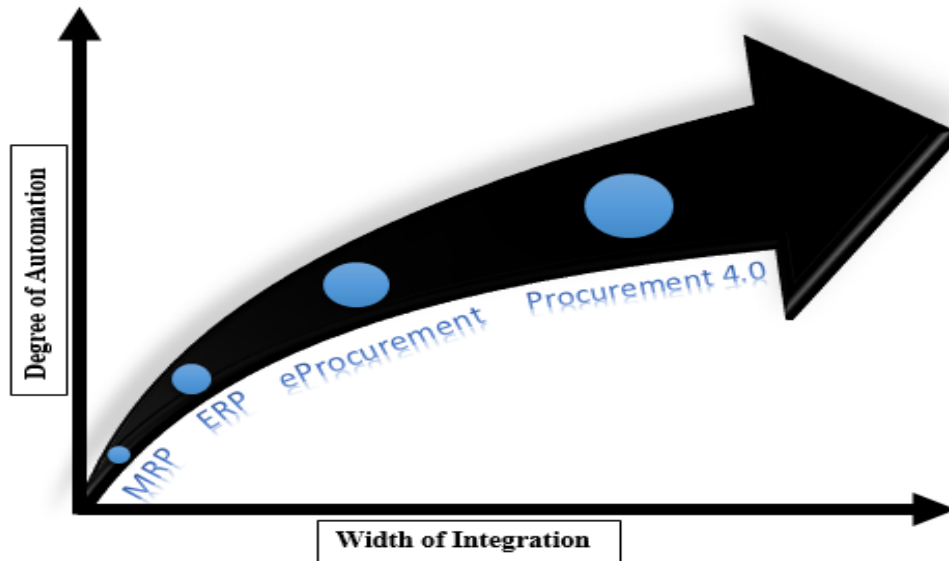 Degree of Automation
MRP
ERP
eProcurement
Procurement 4.0
Width of Integration